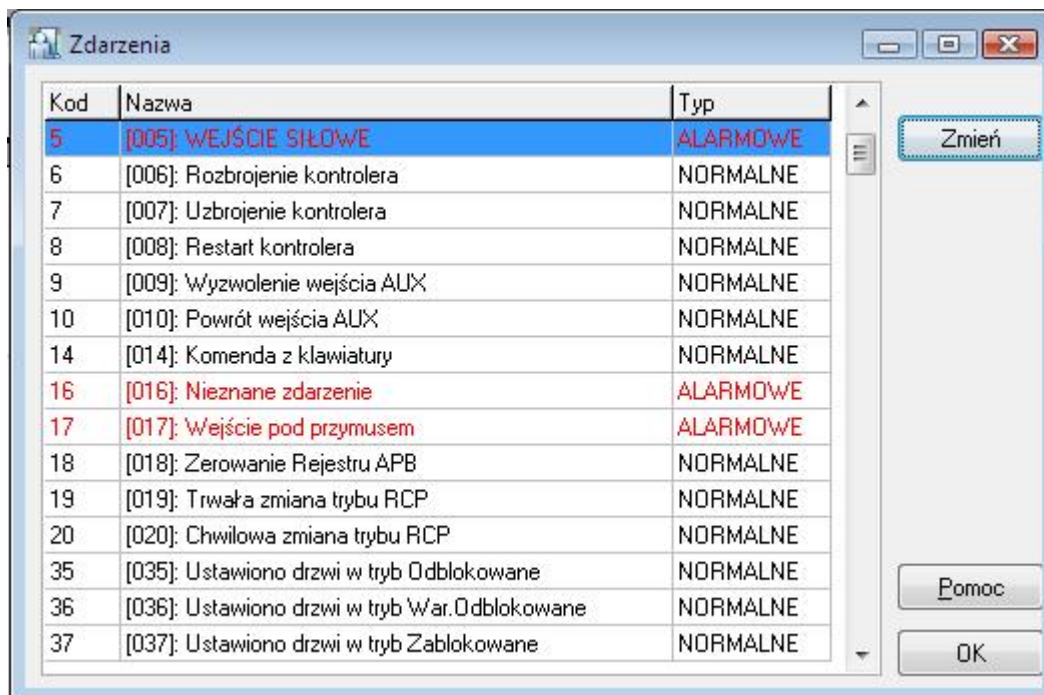 Zdarzenia
Kod Nazwa Typ
5 [005]: WEJŚCIE SIŁOWE ALARMOWE
Zmień
6 [006]: Rozbrojenie kontrolera NORMALNE
7 [007]: Uzbrojenie kontrolera NORMALNE
8 [008]: Restart kontrolera NORMALNE
9 [009]: Wyzwolenie wejścia AUX NORMALNE
10 [010]: Powrót wejścia AUX NORMALNE
14 [014]: Komenda z klawiatury NORMALNE
16 [016]: Nieznane zdarzenie ALARMOWE
17 [017]: Wejście pod przymusem ALARMOWE
18 [018]: Zerowanie Rejestru APB NORMALNE
19 [019]: Trwała zmiana trybu RCP NORMALNE
20 [020]: Chwilowa zmiana trybu RCP NORMALNE
35 [035]: Ustawiono drzwi w tryb Odblokowane NORMALNE
36 [036]: Ustawiono drzwi w tryb War.Odblokowane NORMALNE
Pomoc
37 [037]: Ustawiono drzwi w tryb Zablokowane NORMALNE
OK